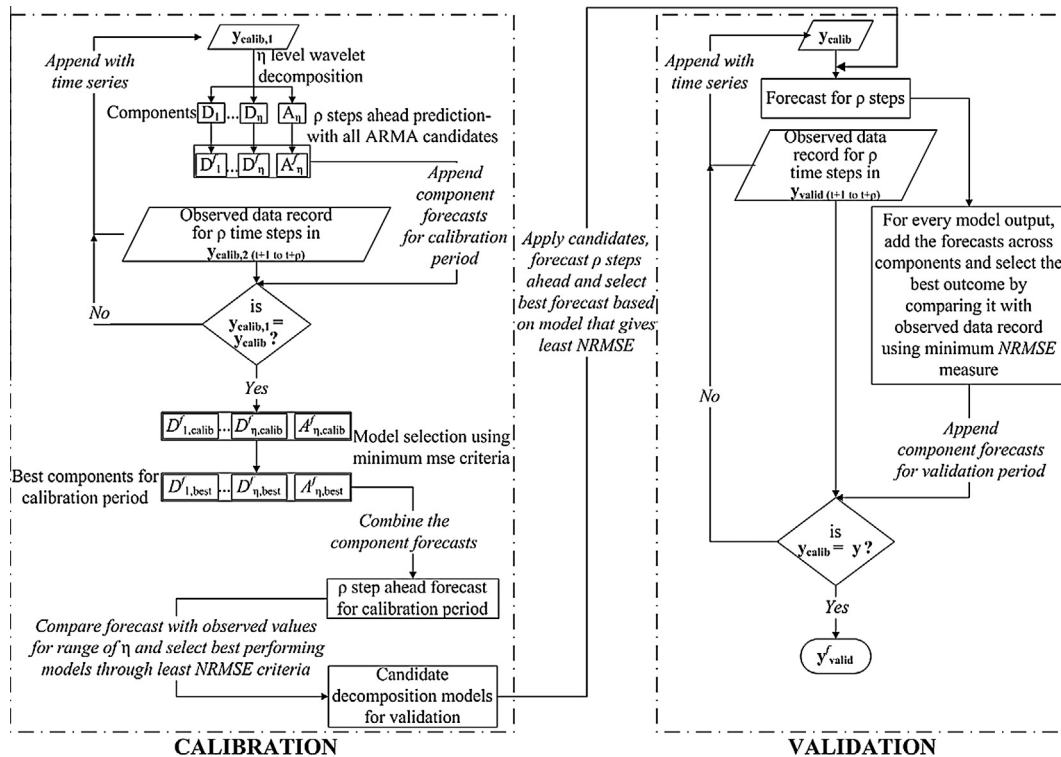 y_calib,1
Append with
time series
η level wavelet
decomposition
Components
D_1 ... D_η A_η
ρ steps ahead prediction-
with all ARMA candidates
D^f_1 ... D^f_η A^f_η
Append
component
forecasts
for calibration
period
Observed data record
for ρ time steps in
y_calib,2 (t+1 to t+ρ)
No
is
y_calib,1 =
y_calib ?
Yes
D^f_1,calib ... D^f_η,calib A^f_η,calib
Model selection using
minimum mse criteria
Best components for
calibration period
D^f_1,best ... D^f_η,best A^f_η,best
Combine the
component forecasts
ρ step ahead forecast
for calibration period
Compare forecast with observed values
for range of η and select best performing
models through least NRMSE criteria
Candidate
decomposition models
for validation
CALIBRATION
Apply candidates,
forecast ρ steps
ahead and select
best forecast based
on model that gives
least NRMSE
y_calib
Append with
time series
Forecast for ρ steps
Observed
data record
for ρ
time steps in
y_valid (t+1 to t+ρ)
For every model output,
add the forecasts across
components and select the
best outcome by
comparing it with
observed data record
using minimum NRMSE
measure
No
Append
component forecasts
for validation period
is
y_calib = y ?
Yes
y^f_valid
VALIDATION